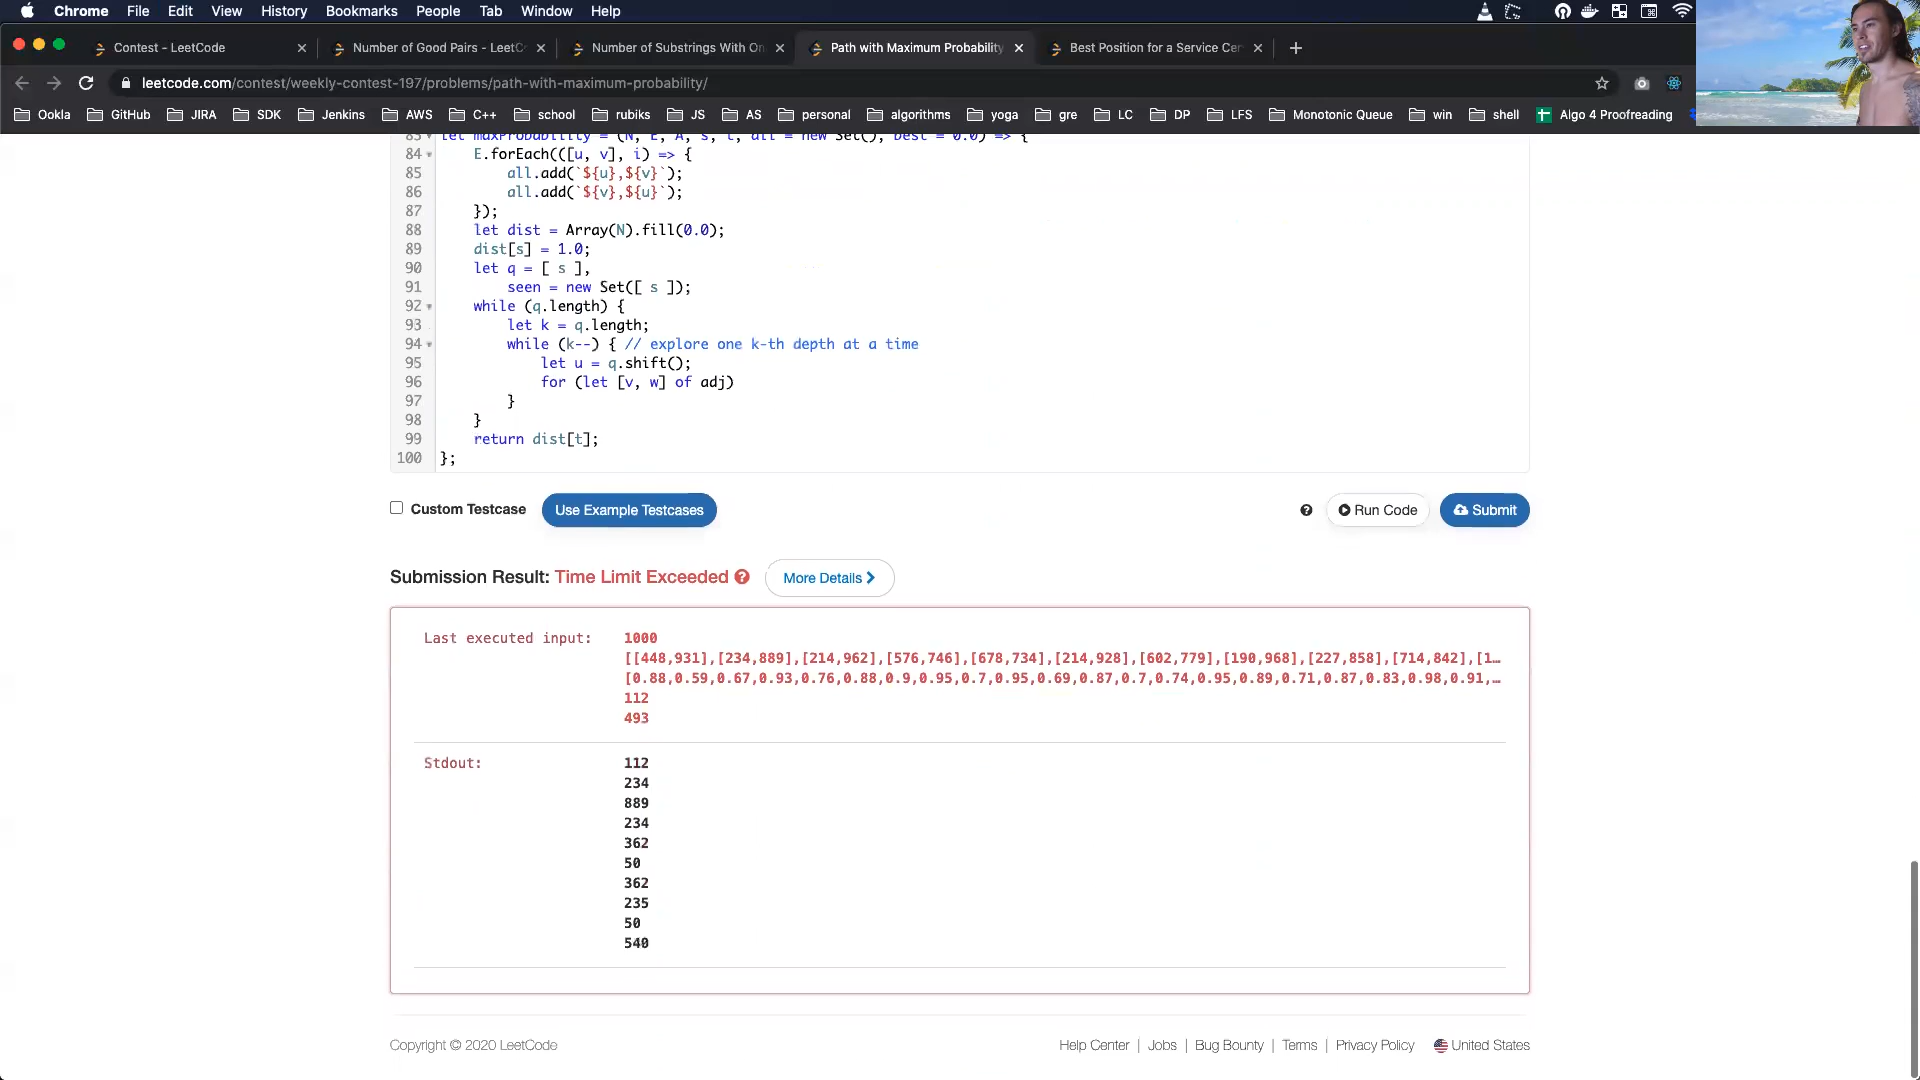 Chrome File Edit View History Bookmarks People Tab Window Help
Contest - LeetCode
Number of Good Pairs - LeetC
Number of Substrings With On
Path with Maximum Probability
Best Position for a Service Cer
leetcode.com/contest/weekly-contest-197/problems/path-with-maximum-probability/
Ookla GitHub JIRA SDK Jenkins AWS C++ school rubiks JS AS personal algorithms yoga gre LC DP LFS Monotonic Queue win shell Algo 4 Proofreading
83 let maxProbability = (N, E, A, s, t, all = new Set(), best = 0.0) => {
84 E.forEach(([u, v], i) => {
85 all.add(`${u},${v}`);
86 all.add(`${v},${u}`);
87 });
88 let dist = Array(N).fill(0.0);
89 dist[s] = 1.0;
90 let q = [ s ],
91 seen = new Set([ s ]);
92 while (q.length) {
93 let k = q.length;
94 while (k--) { // explore one k-th depth at a time
95 let u = q.shift();
96 for (let [v, w] of adj)
97 }
98 }
99 return dist[t];
100 };
Custom Testcase Use Example Testcases Run Code Submit
Submission Result: Time Limit Exceeded More Details
Last executed input: 1000
[[448,931],[234,889],[214,962],[576,746],[678,734],[214,928],[602,779],[190,968],[227,858],[714,842],[1…
[0.88,0.59,0.67,0.93,0.76,0.88,0.9,0.95,0.7,0.95,0.69,0.87,0.7,0.74,0.95,0.89,0.71,0.87,0.83,0.98,0.91,…
112
493
Stdout: 112
234
889
234
362
50
362
235
50
540
Copyright © 2020 LeetCode
Help Center | Jobs | Bug Bounty | Terms | Privacy Policy United States